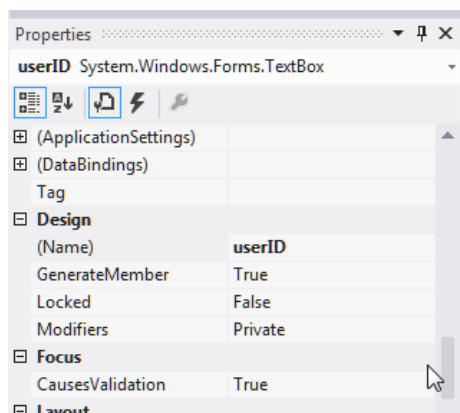 Properties
userID System.Windows.Forms.TextBox
(ApplicationSettings)
(DataBindings)
Tag
Design
(Name) userID
GenerateMember True
Locked False
Modifiers Private
Focus
CausesValidation True
Layout